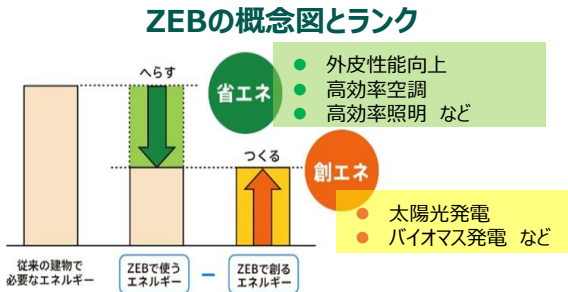 ZEBの概念図とランク
へらす
省エネ
● 外皮性能向上
● 高効率空調
● 高効率照明 など
つくる
創エネ
● 太陽光発電
● バイオマス発電 など
従来の建物で
必要なエネルギー
ZEBで使う
エネルギー
−
ZEBで創る
エネルギー